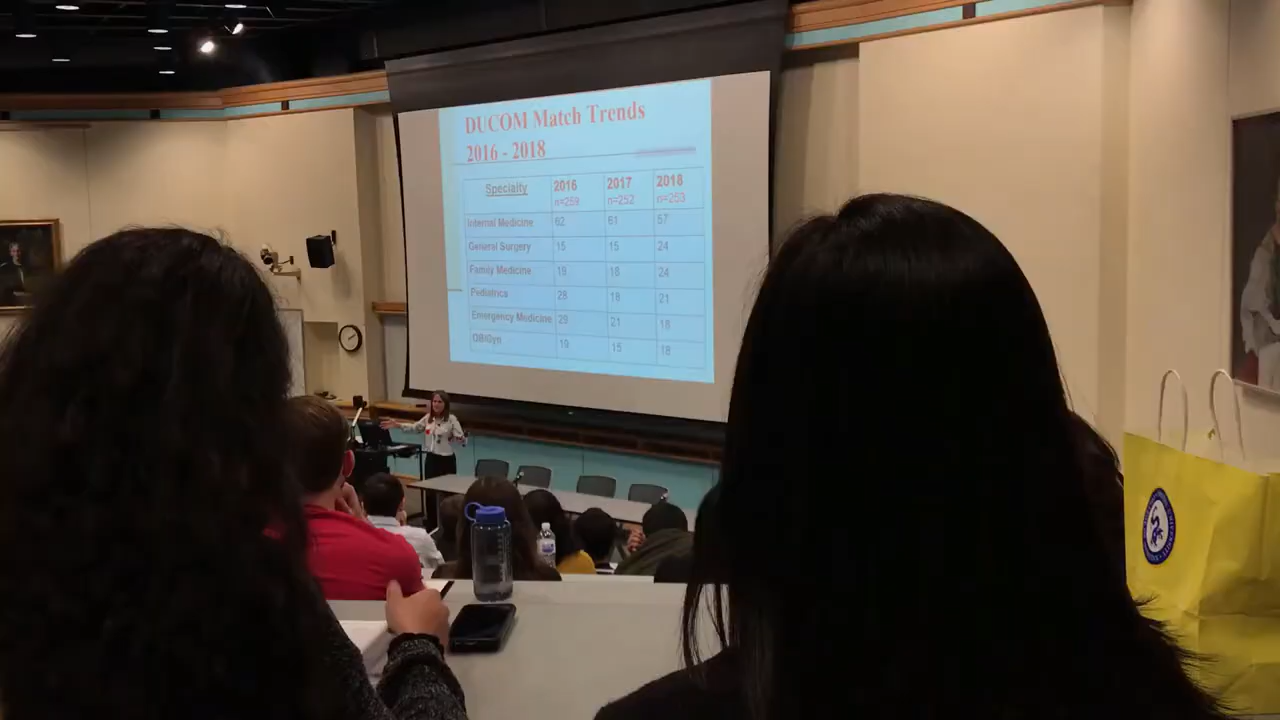 DUCOM Match Trends
2016 - 2018
Specialty 2016 2017 2018
n=259 n=252 n=253
Internal Medicine 62 61 57
General Surgery 15 15 24
Family Medicine 19 18 24
Pediatrics 28 18 21
Emergency Medicine 29 21 18
OB/Gyn 19 15 18